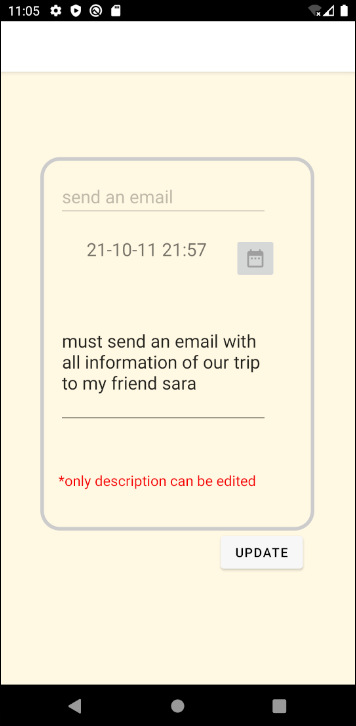 11:05
send an email
21-10-11 21:57
must send an email with
all information of our trip
to my friend sara
*only description can be edited
UPDATE